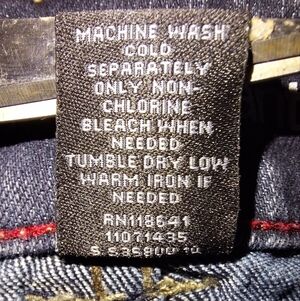 MACHINE WASH
COLD
SEPARATELY
ONLY NON-
CHLORINE
BLEACH WHEN
NEEDED
TUMBLE DRY LOW
WARM IRON IF
NEEDED
RN118641
11071435